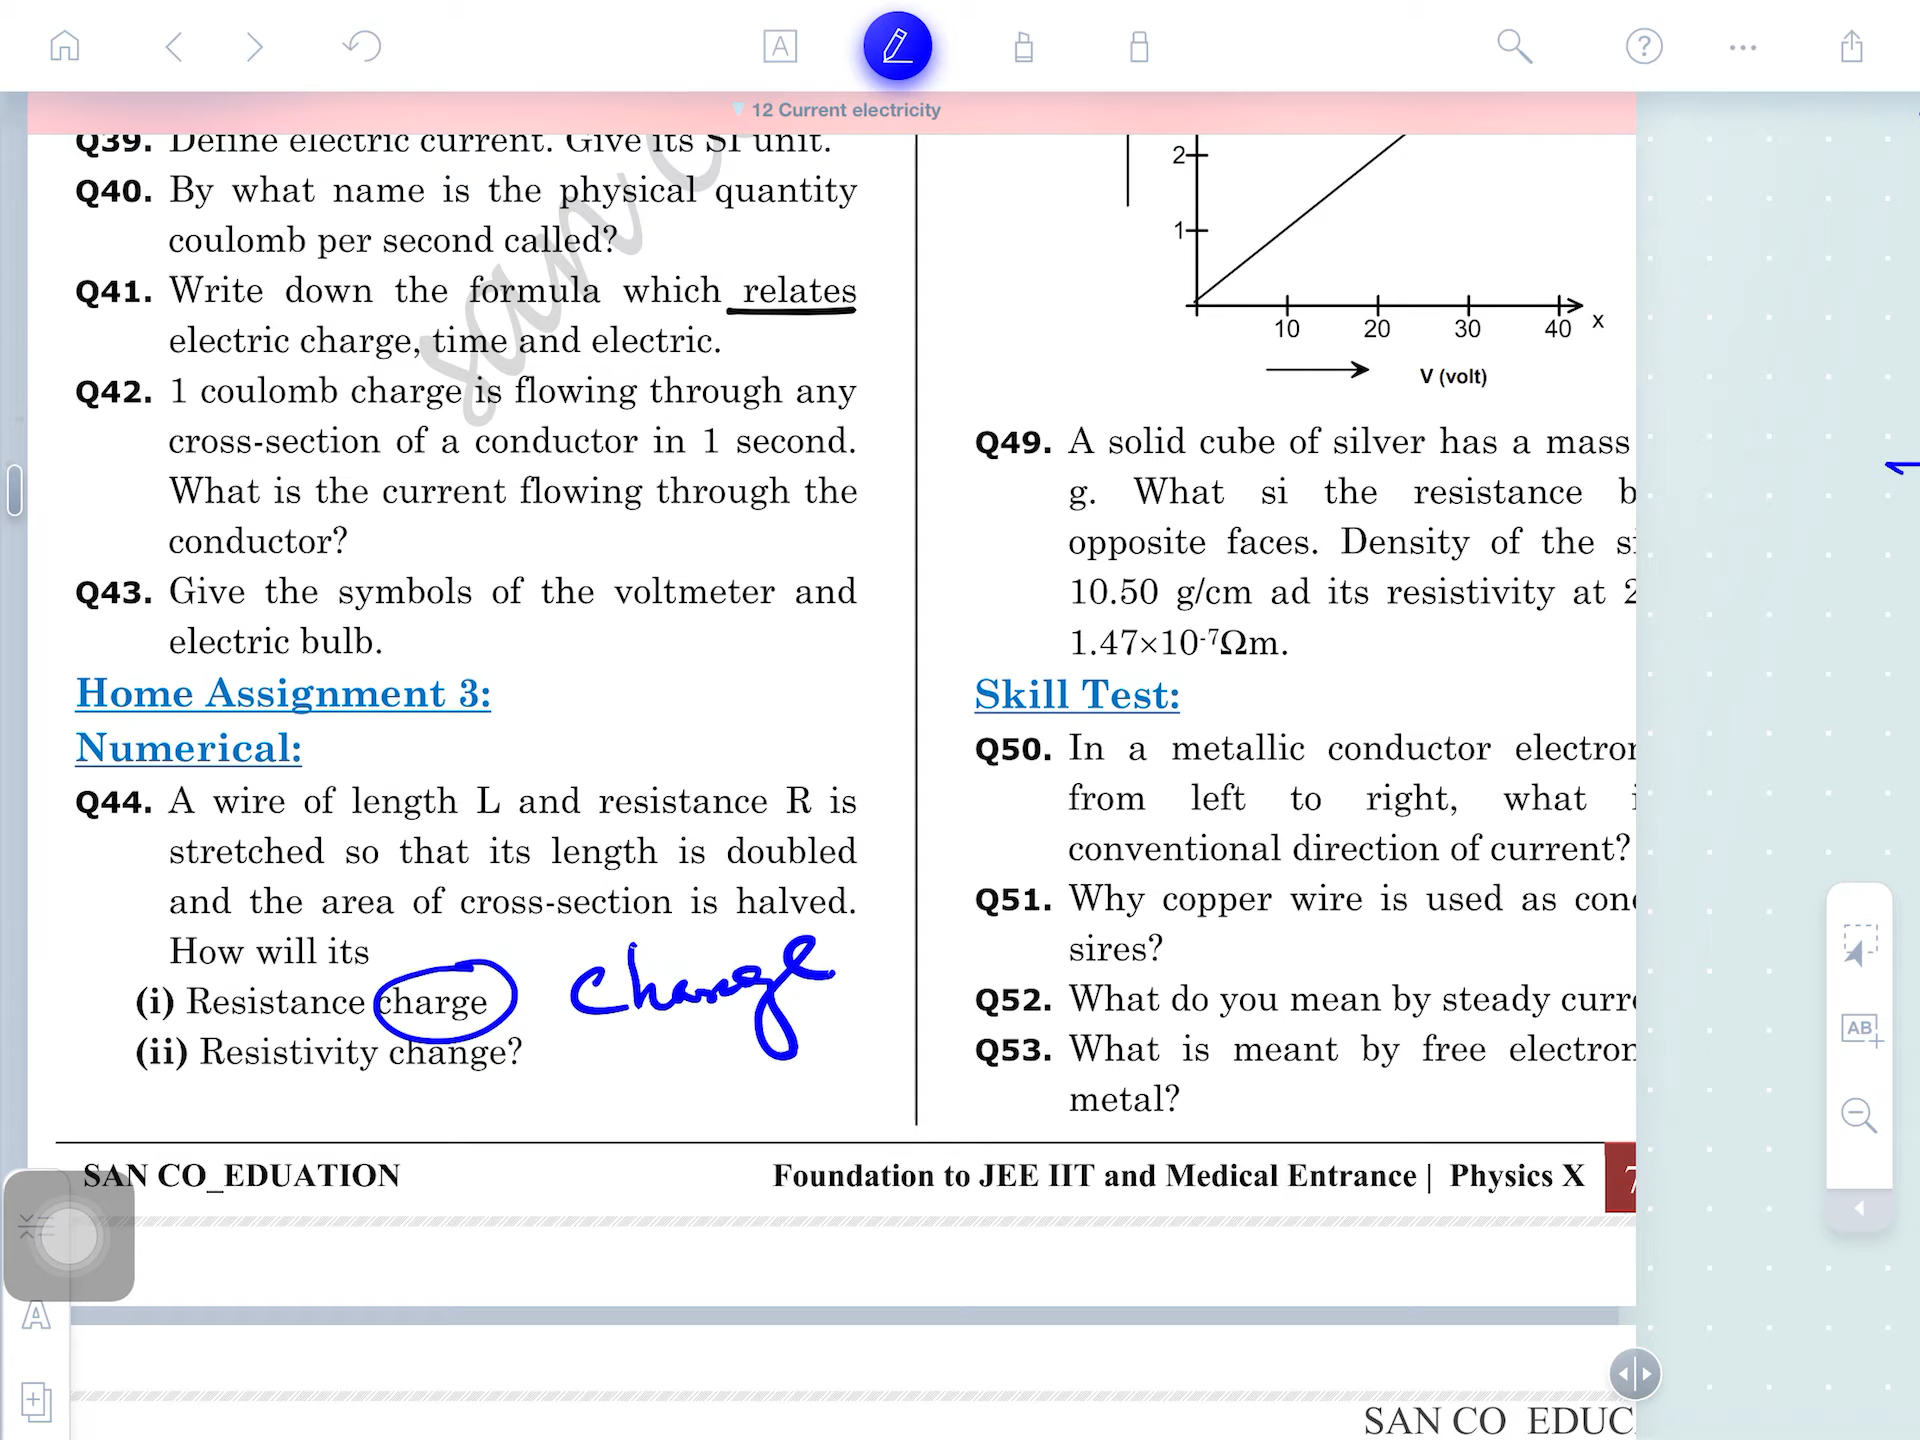 12 Current electricity
Q39. Define electric current. Give its SI unit.
Q40. By what name is the physical quantity
coulomb per second called?
Q41. Write down the formula which relates
electric charge, time and electric.
Q42. 1 coulomb charge is flowing through any
cross-section of a conductor in 1 second.
What is the current flowing through the
conductor?
Q43. Give the symbols of the voltmeter and
electric bulb.
Home Assignment 3:
Numerical:
Q44. A wire of length L and resistance R is
stretched so that its length is doubled
and the area of cross-section is halved.
How will its
(i) Resistance charge
change
(ii) Resistivity change?
2
1
10 20 30 40 x
V (volt)
Q49. A solid cube of silver has a mass
g. What si the resistance b
opposite faces. Density of the si
10.50 g/cm ad its resistivity at 2
1.47×10-7Ωm.
Skill Test:
Q50. In a metallic conductor electron
from left to right, what i
conventional direction of current?
Q51. Why copper wire is used as con
sires?
Q52. What do you mean by steady curre
Q53. What is meant by free electron
metal?
SAN CO_EDUATION
Foundation to JEE IIT and Medical Entrance | Physics X 7
SAN CO EDUC
san c
A
AB
A